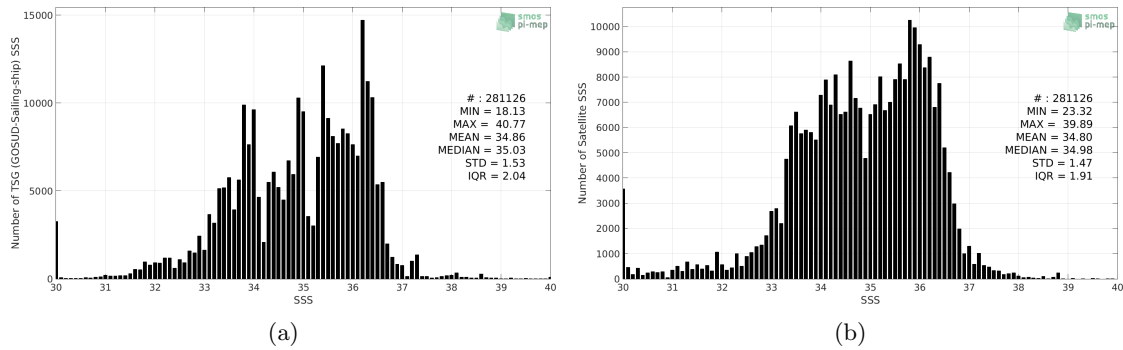 15000
10000
5000
0
Number of TSG (GOSUD-Sailing-ship) SSS
smos
pi-mep
# : 281126
MIN = 18.13
MAX = 40.77
MEAN = 34.86
MEDIAN = 35.03
STD = 1.53
IQR = 2.04
30 31 32 33 34 35 36 37 38 39 40
SSS
(a)
10000
9000
8000
7000
6000
5000
4000
3000
2000
1000
0
Number of Satellite SSS
smos
pi-mep
# : 281126
MIN = 23.32
MAX = 39.89
MEAN = 34.80
MEDIAN = 34.98
STD = 1.47
IQR = 1.91
30 31 32 33 34 35 36 37 38 39 40
SSS
(b)